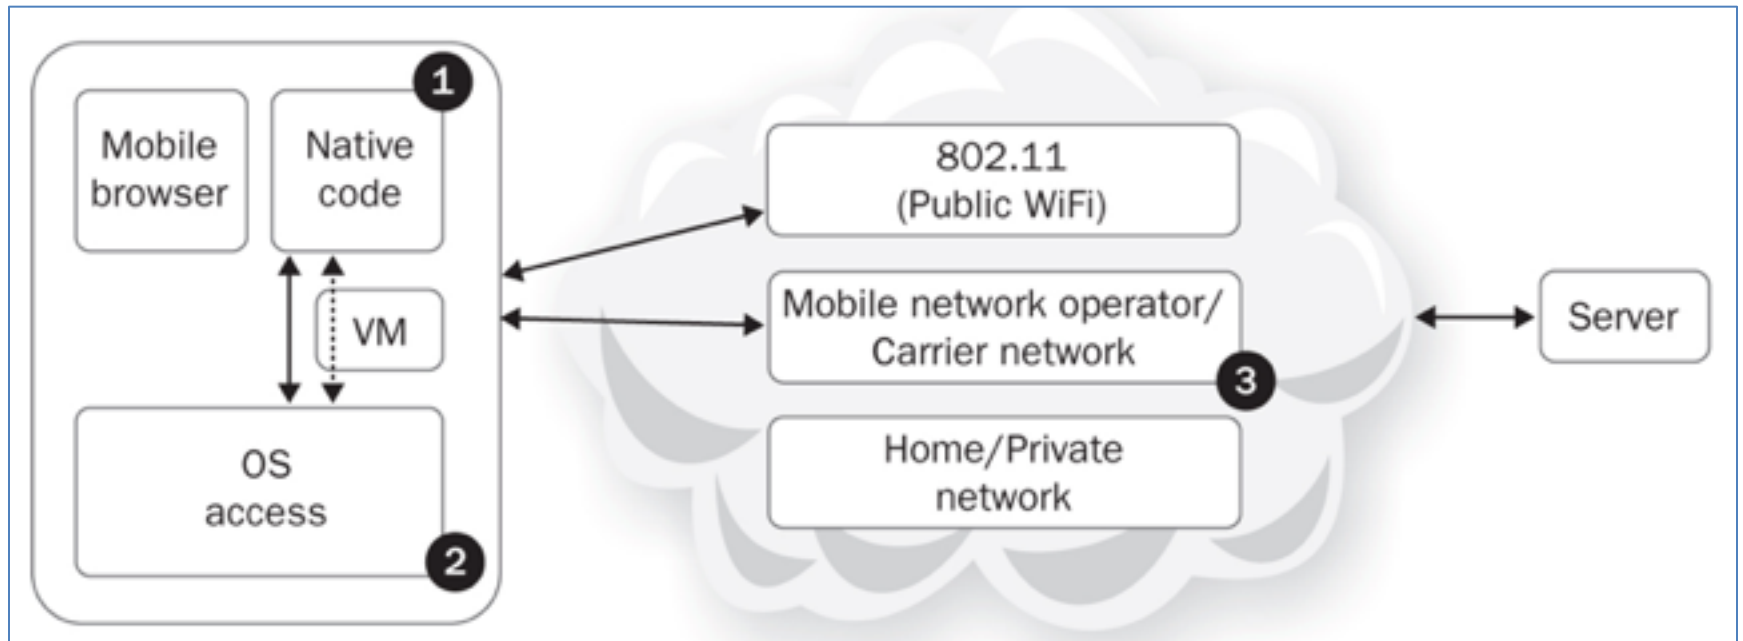 1
Mobile
browser
Native
code
VM
OS
access
2
802.11
(Public WiFi)
Mobile network operator/
Carrier network
3
Home/Private
network
Server